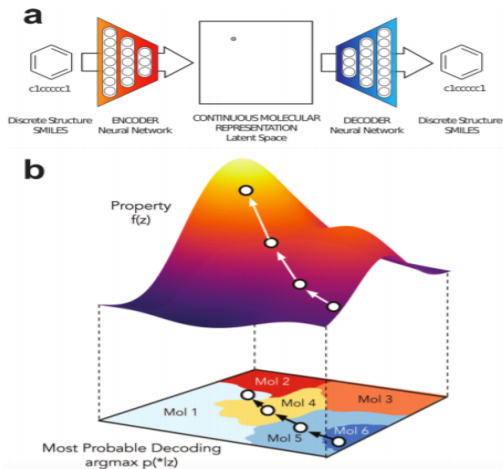 a
c1ccccc1
c1ccccc1
Discrete Structure
SMILES
ENCODER
Neural Network
CONTINUOUS MOLECULAR
REPRESENTATION
Latent Space
DECODER
Neural Network
Discrete Structure
SMILES
b
Property
f(z)
Mol 2
Mol 3
Mol 4
Mol 1
Mol 5
Mol 6
Most Probable Decoding
argmax p(*|z)